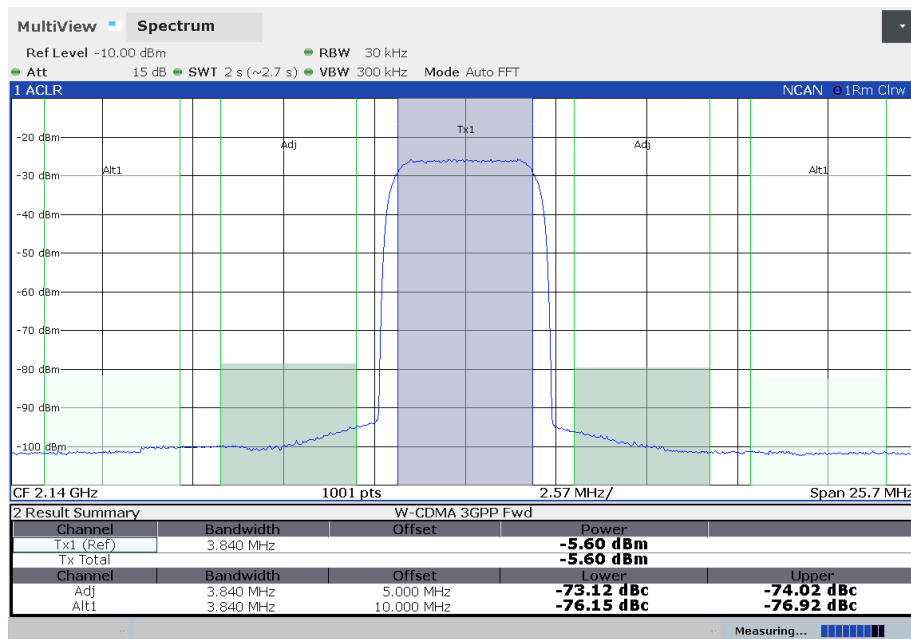 MultiView Spectrum
Ref Level -10.00 dBm RBW 30 kHz
Att 15 dB SWT 2 s (~2.7 s) VBW 300 kHz Mode Auto FFT
1 ACLR NCAN 1Rm Clrw
Tx1
-20 dBm
Adj Adj
Alt1 Alt1
-30 dBm
-40 dBm
-50 dBm
-60 dBm
-70 dBm
-80 dBm
-90 dBm
-100 dBm
CF 2.14 GHz 1001 pts 2.57 MHz/ Span 25.7 MHz
2 Result Summary W-CDMA 3GPP Fwd
Channel Bandwidth Offset Power
Tx1 (Ref) 3.840 MHz -5.60 dBm
Tx Total -5.60 dBm
Channel Bandwidth Offset Lower Upper
Adj 3.840 MHz 5.000 MHz -73.12 dBc -74.02 dBc
Alt1 3.840 MHz 10.000 MHz -76.15 dBc -76.92 dBc
Measuring...